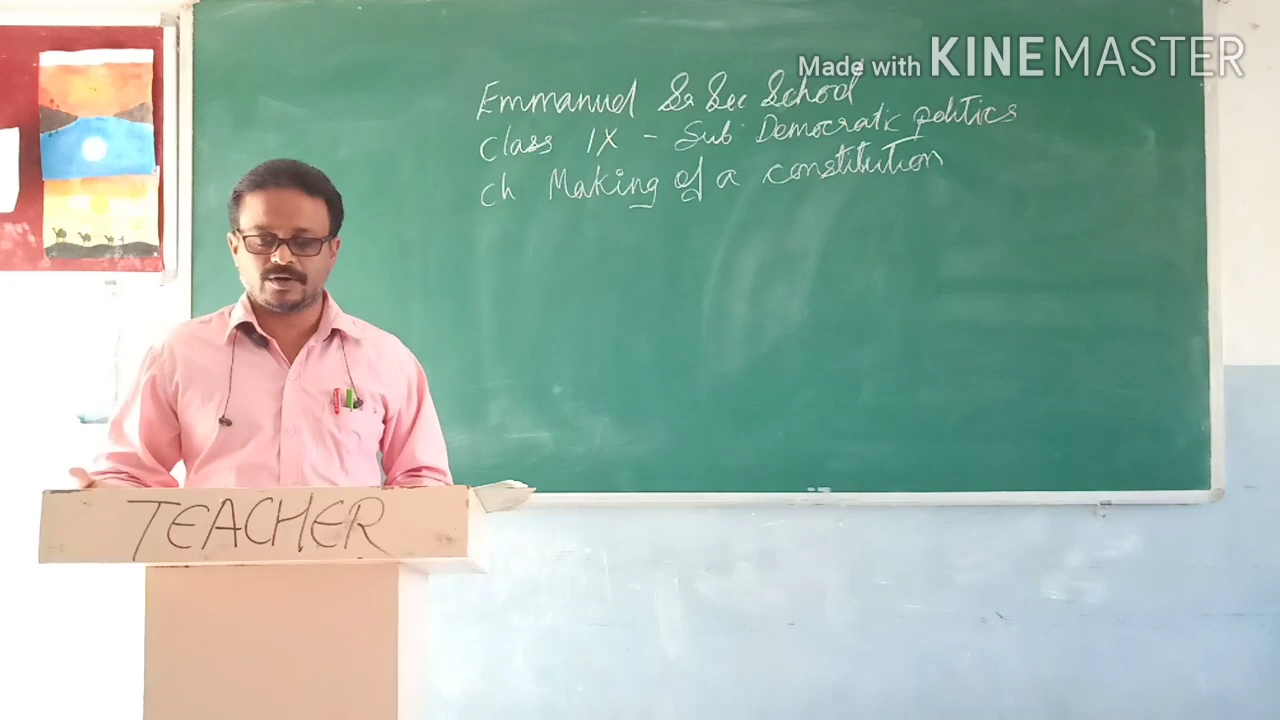 Made with KINEMASTER
Emmanuel Sr Sec School
Class IX - Sub: Democratic politics
Ch Making of a constitution
TEACHER